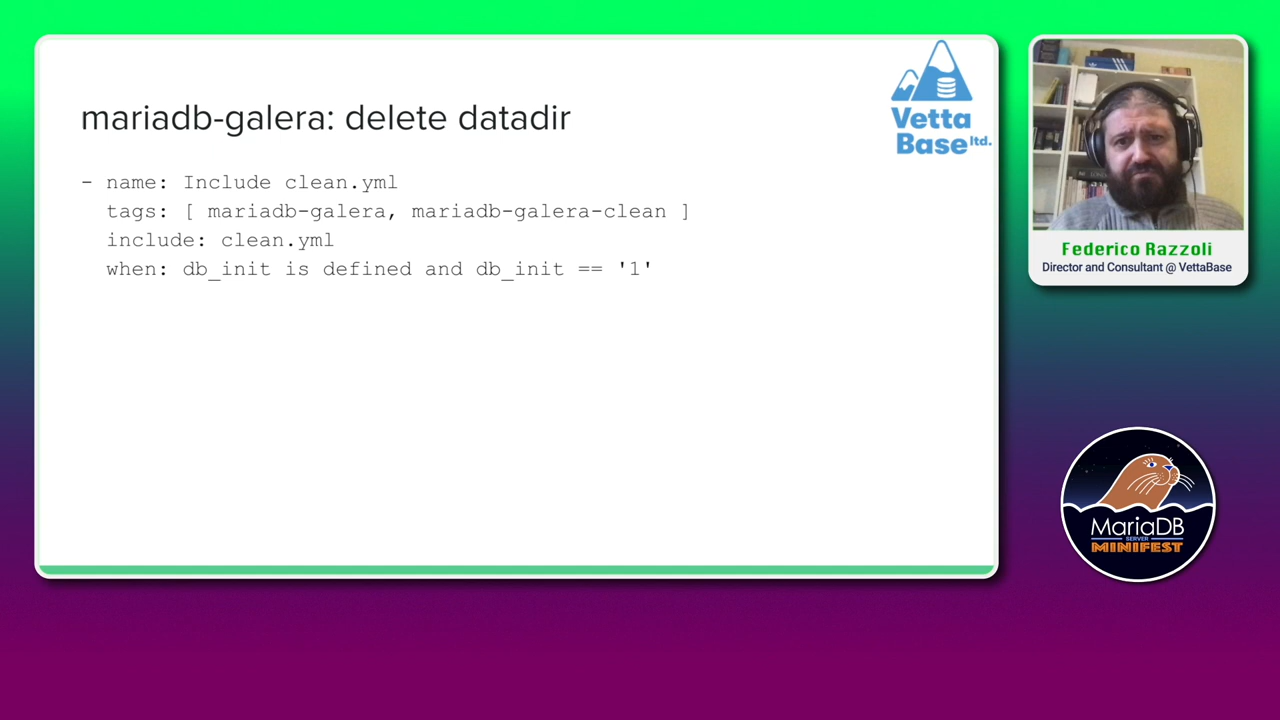 mariadb-galera: delete datadir
- name: Include clean.yml
tags: [ mariadb-galera, mariadb-galera-clean ]
include: clean.yml
when: db_init is defined and db_init == '1'
Vetta
Base ltd.
Federico Razzoli
Director and Consultant @ VettaBase
MariaDB
SERVER
MINIFEST